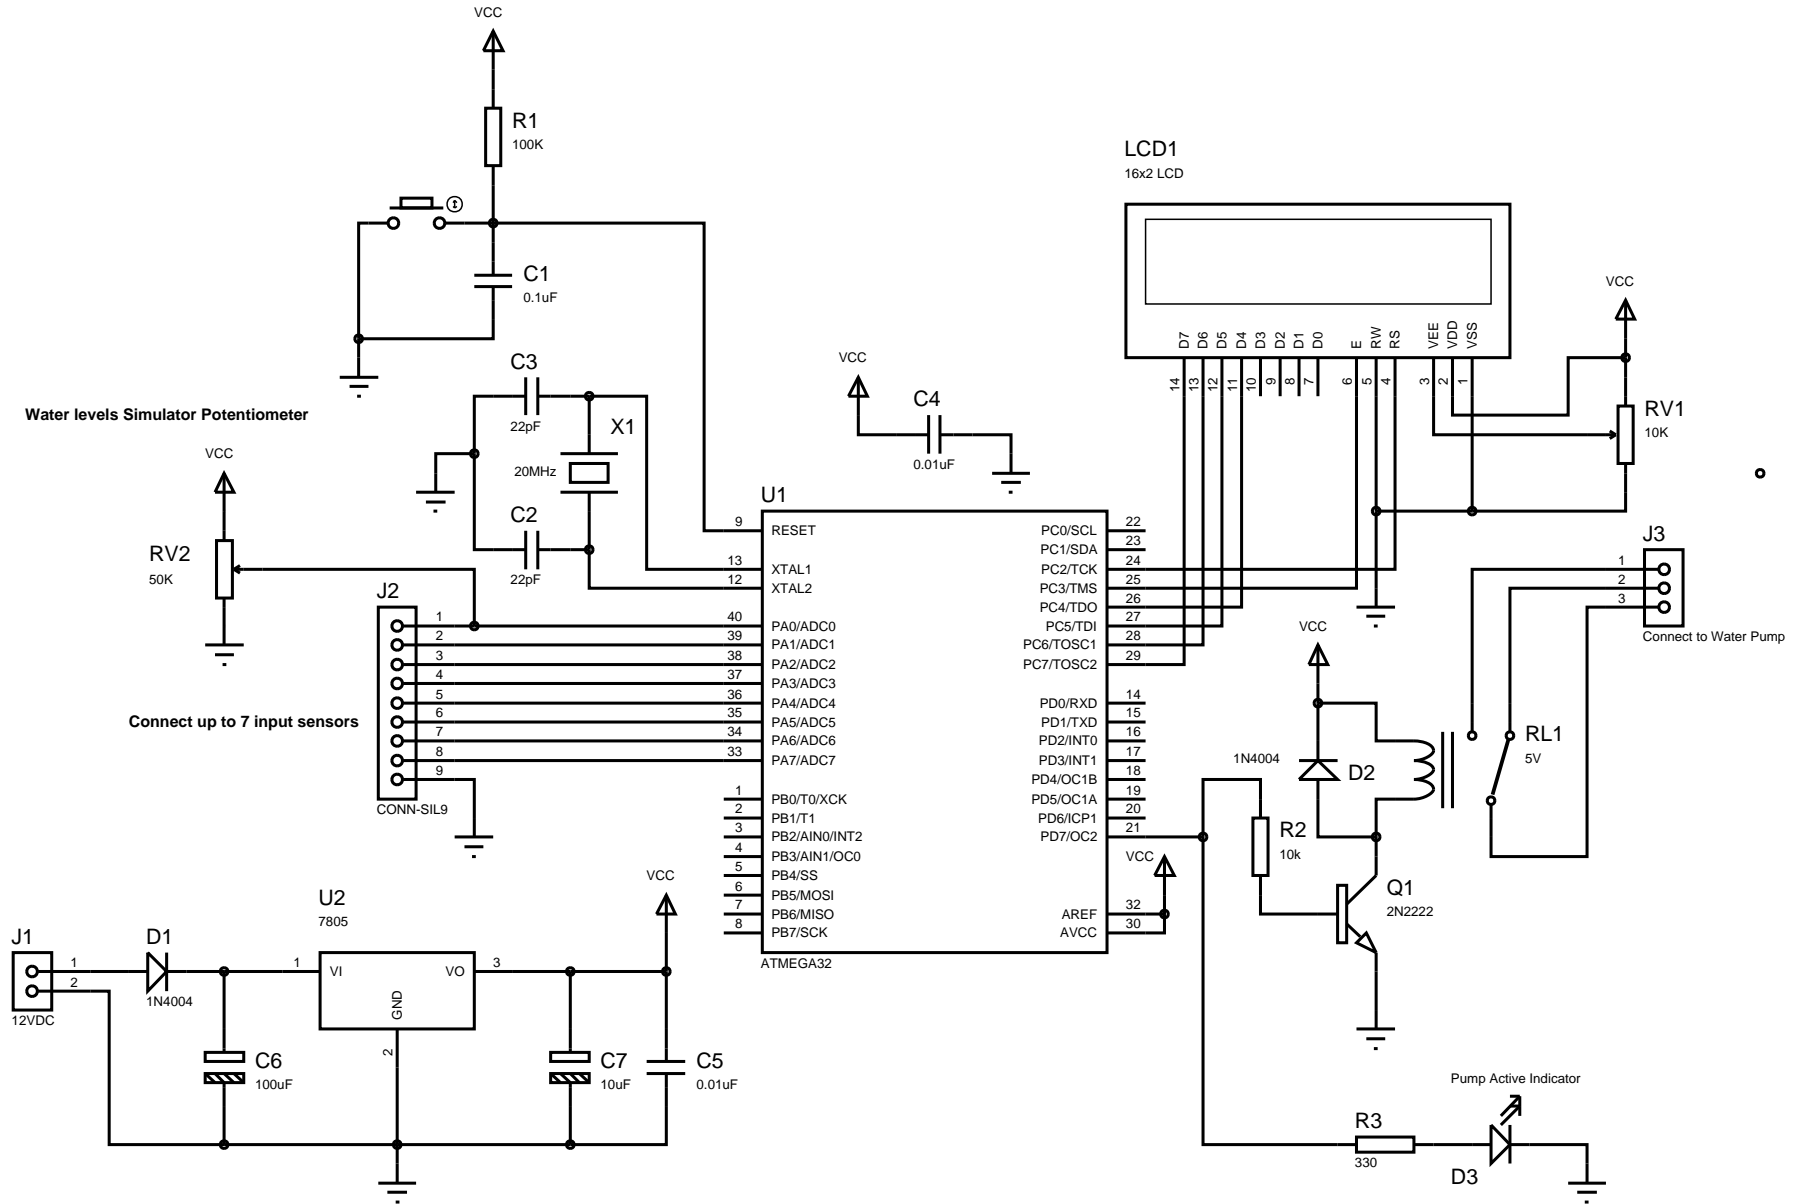 VCC
R1
100K
C1
0.1uF
LCD1
16x2 LCD
D7
D6
D5
D4
D3
D2
D1
D0
E
RW
RS
VEE
VDD
VSS
14
13
12
11
10
9
8
7
6
5
4
3
2
1
VCC
RV1
10K
C3
22pF
X1
20MHz
C2
22pF
VCC
C4
0.01uF
Water levels Simulator Potentiometer
VCC
RV2
50K
J2
1
2
3
4
5
6
7
8
9
CONN-SIL9
Connect up to 7 input sensors
U1
9 RESET
13 XTAL1
12 XTAL2
40 PA0/ADC0
39 PA1/ADC1
38 PA2/ADC2
37 PA3/ADC3
36 PA4/ADC4
35 PA5/ADC5
34 PA6/ADC6
33 PA7/ADC7
1 PB0/T0/XCK
2 PB1/T1
3 PB2/AIN0/INT2
4 PB3/AIN1/OC0
5 PB4/SS
6 PB5/MOSI
7 PB6/MISO
8 PB7/SCK
PC0/SCL 22
PC1/SDA 23
PC2/TCK 24
PC3/TMS 25
PC4/TDO 26
PC5/TDI 27
PC6/TOSC1 28
PC7/TOSC2 29
PD0/RXD 14
PD1/TXD 15
PD2/INT0 16
PD3/INT1 17
PD4/OC1B 18
PD5/OC1A 19
PD6/ICP1 20
PD7/OC2 21
AREF 32
AVCC 30
ATMEGA32
VCC
J3
1
2
3
Connect to Water Pump
VCC
1N4004
D2
RL1
5V
R2
10k
Q1
2N2222
J1
1
2
12VDC
D1
1N4004
U2
7805
1
VI
VO
3
GND
2
VCC
C6
100uF
C7
10uF
C5
0.01uF
Pump Active Indicator
R3
330
D3